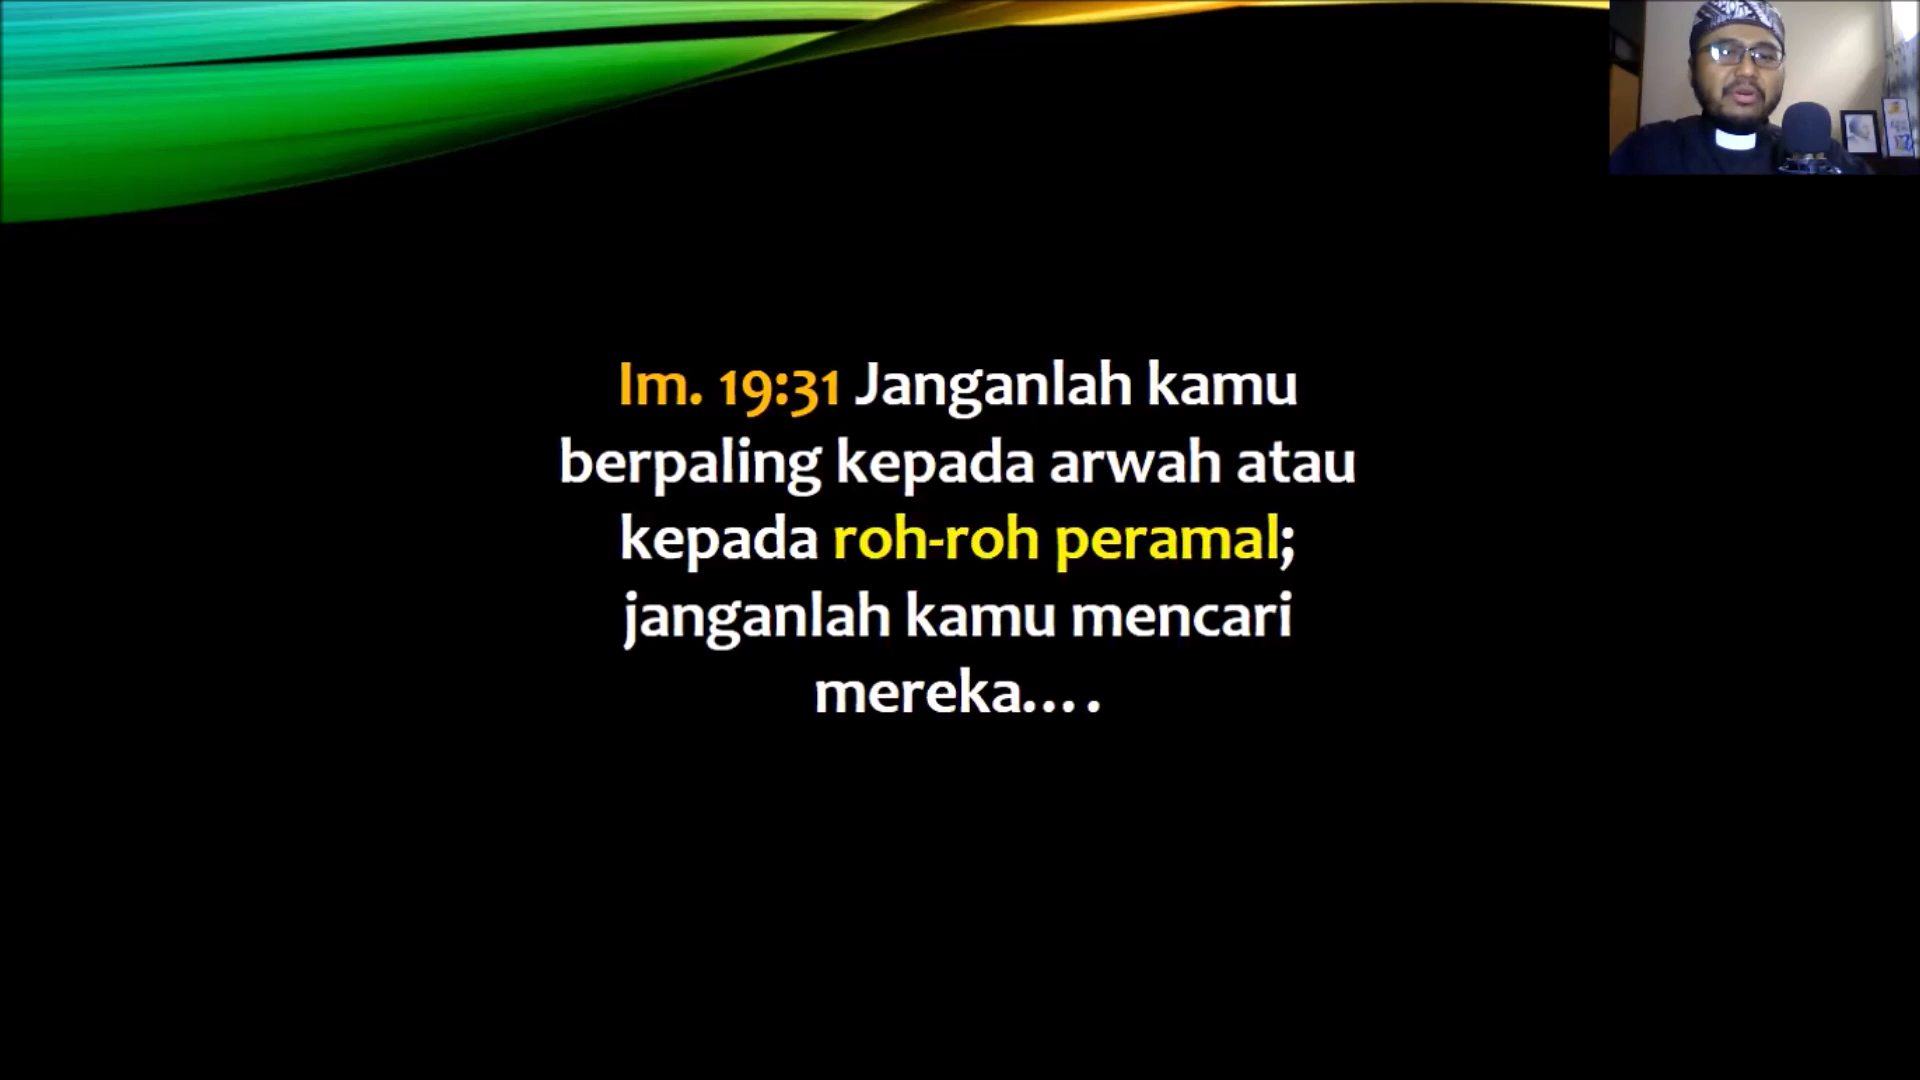 Im. 19:31 Janganlah kamu
berpaling kepada arwah atau
kepada roh-roh peramal;
janganlah kamu mencari
mereka....